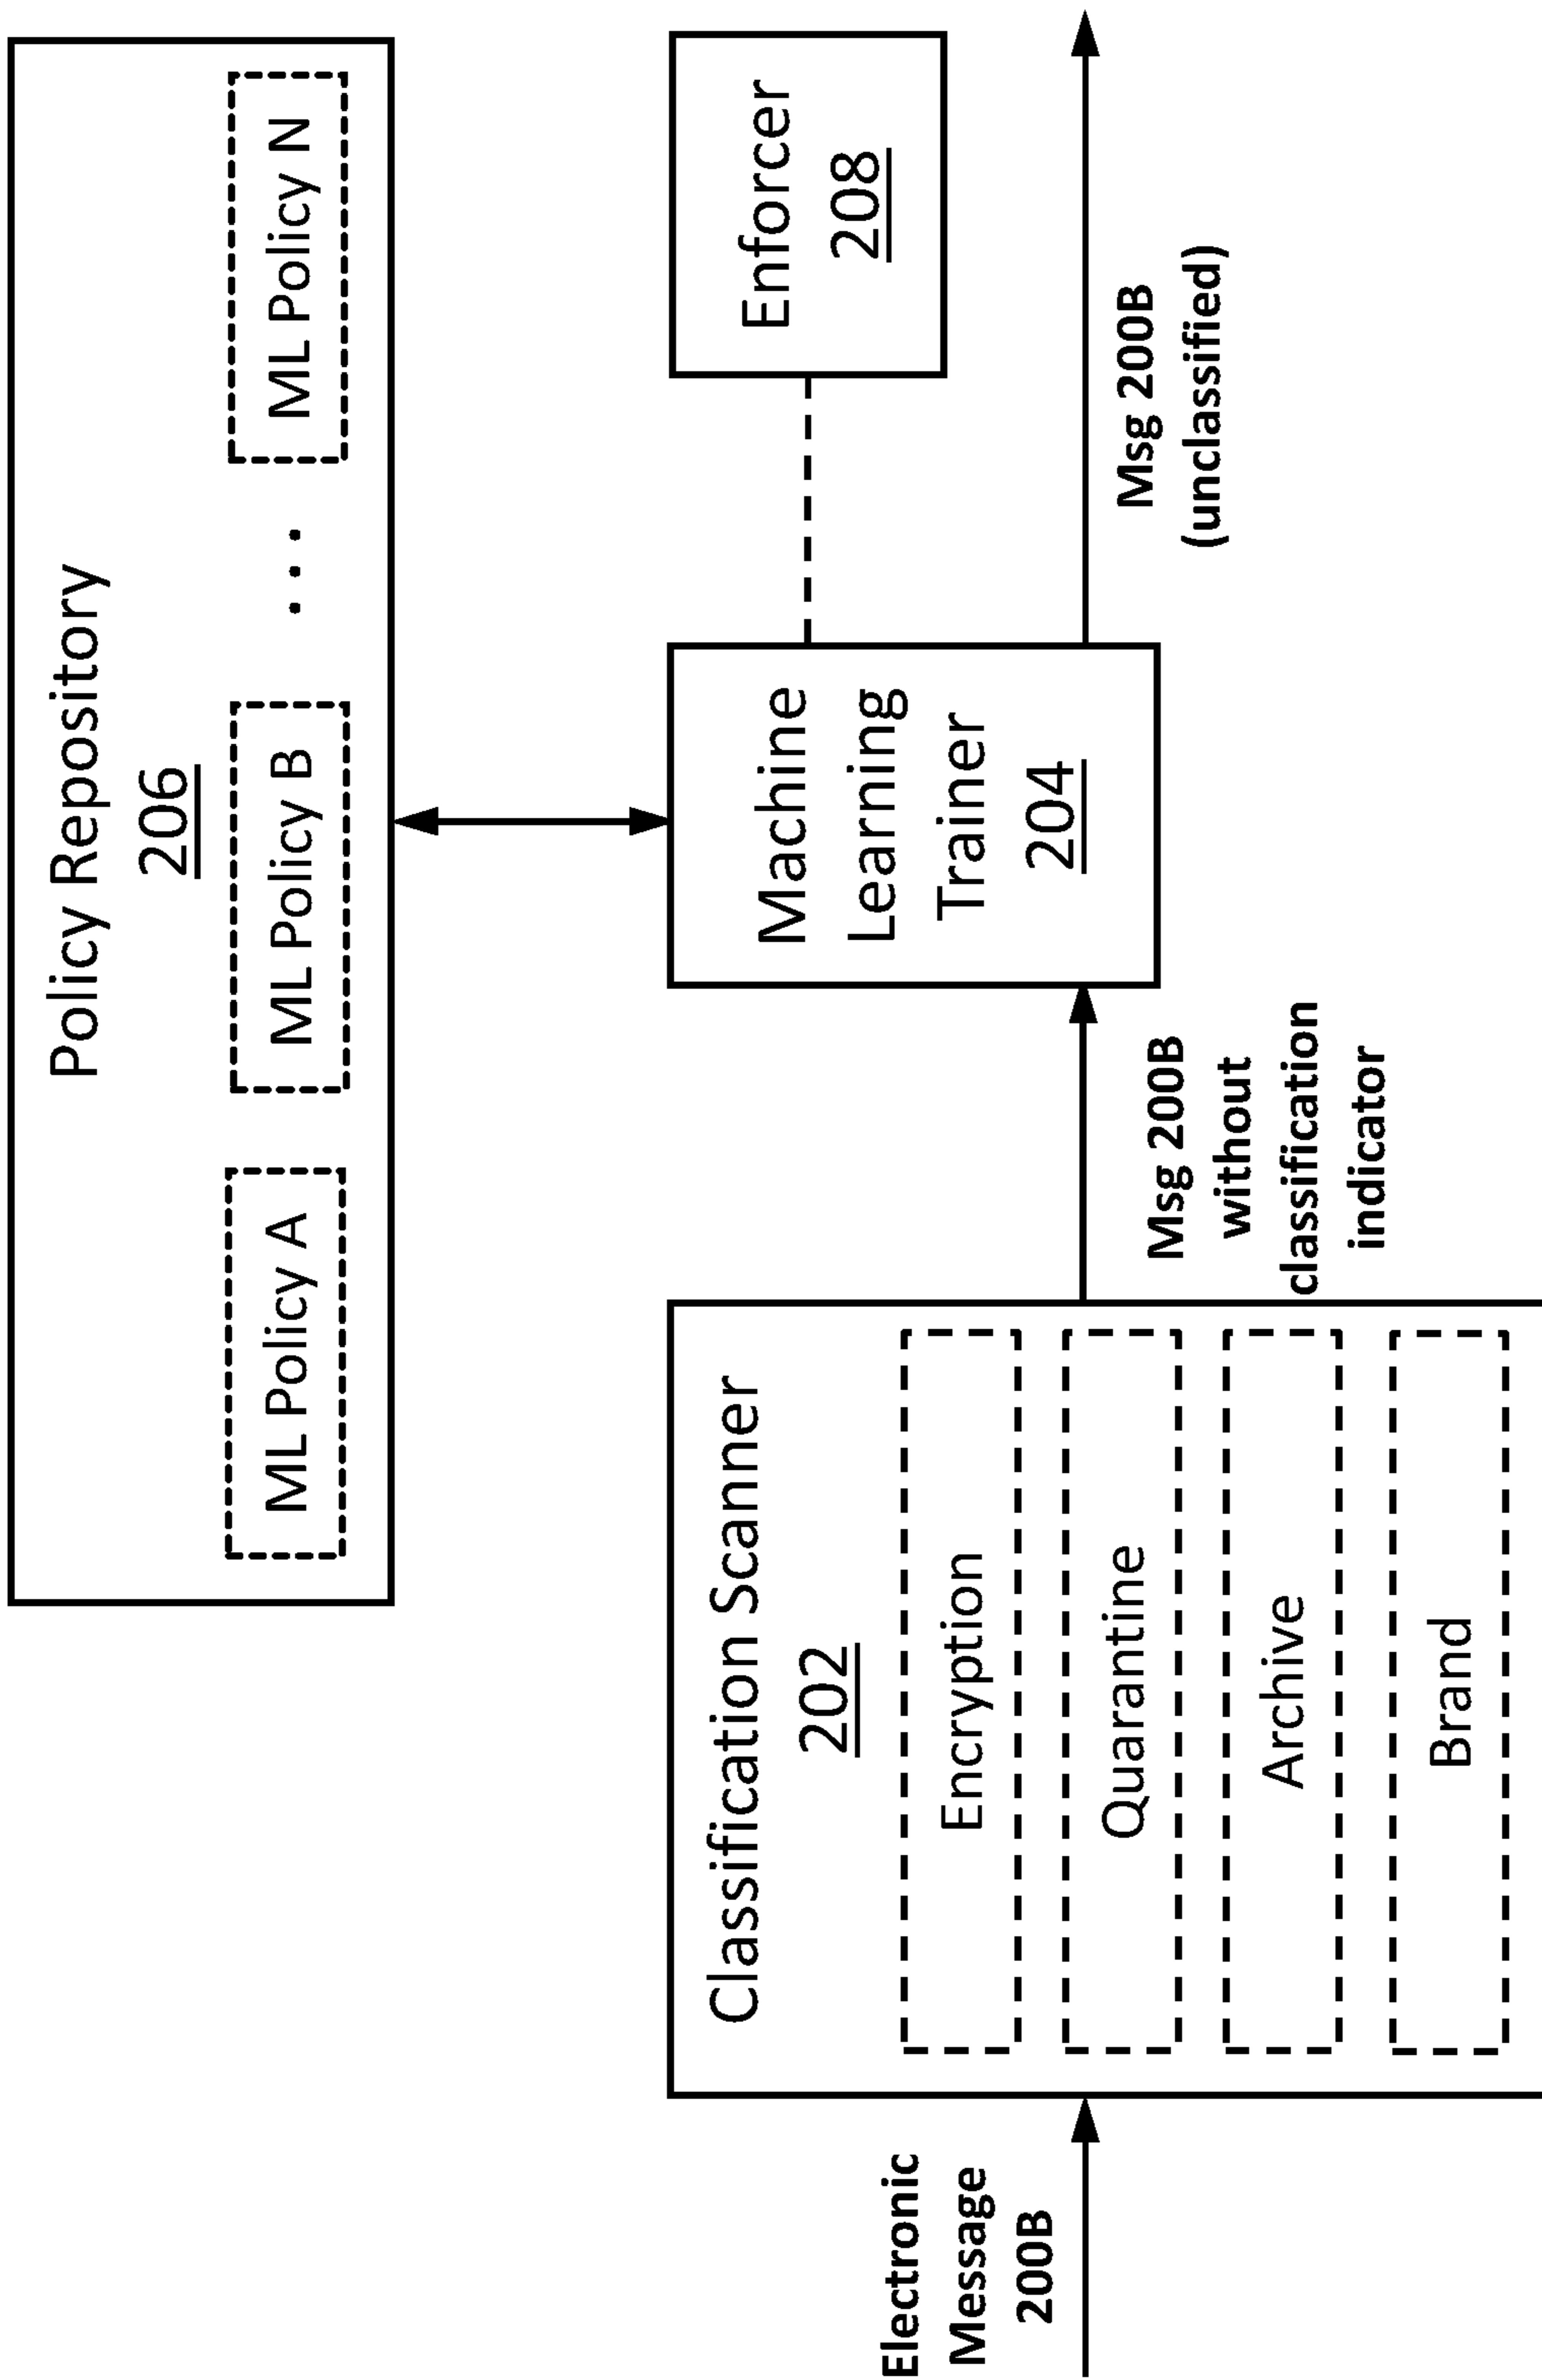 Policy Repository
206
ML Policy A
ML Policy B
. . .
ML Policy N
Electronic
Message
200B
Classification Scanner
202
Encryption
Quarantine
Archive
Brand
Msg 200B
without
classification
indicator
Machine
Learning
Trainer
204
Enforcer
208
Msg 200B
(unclassified)